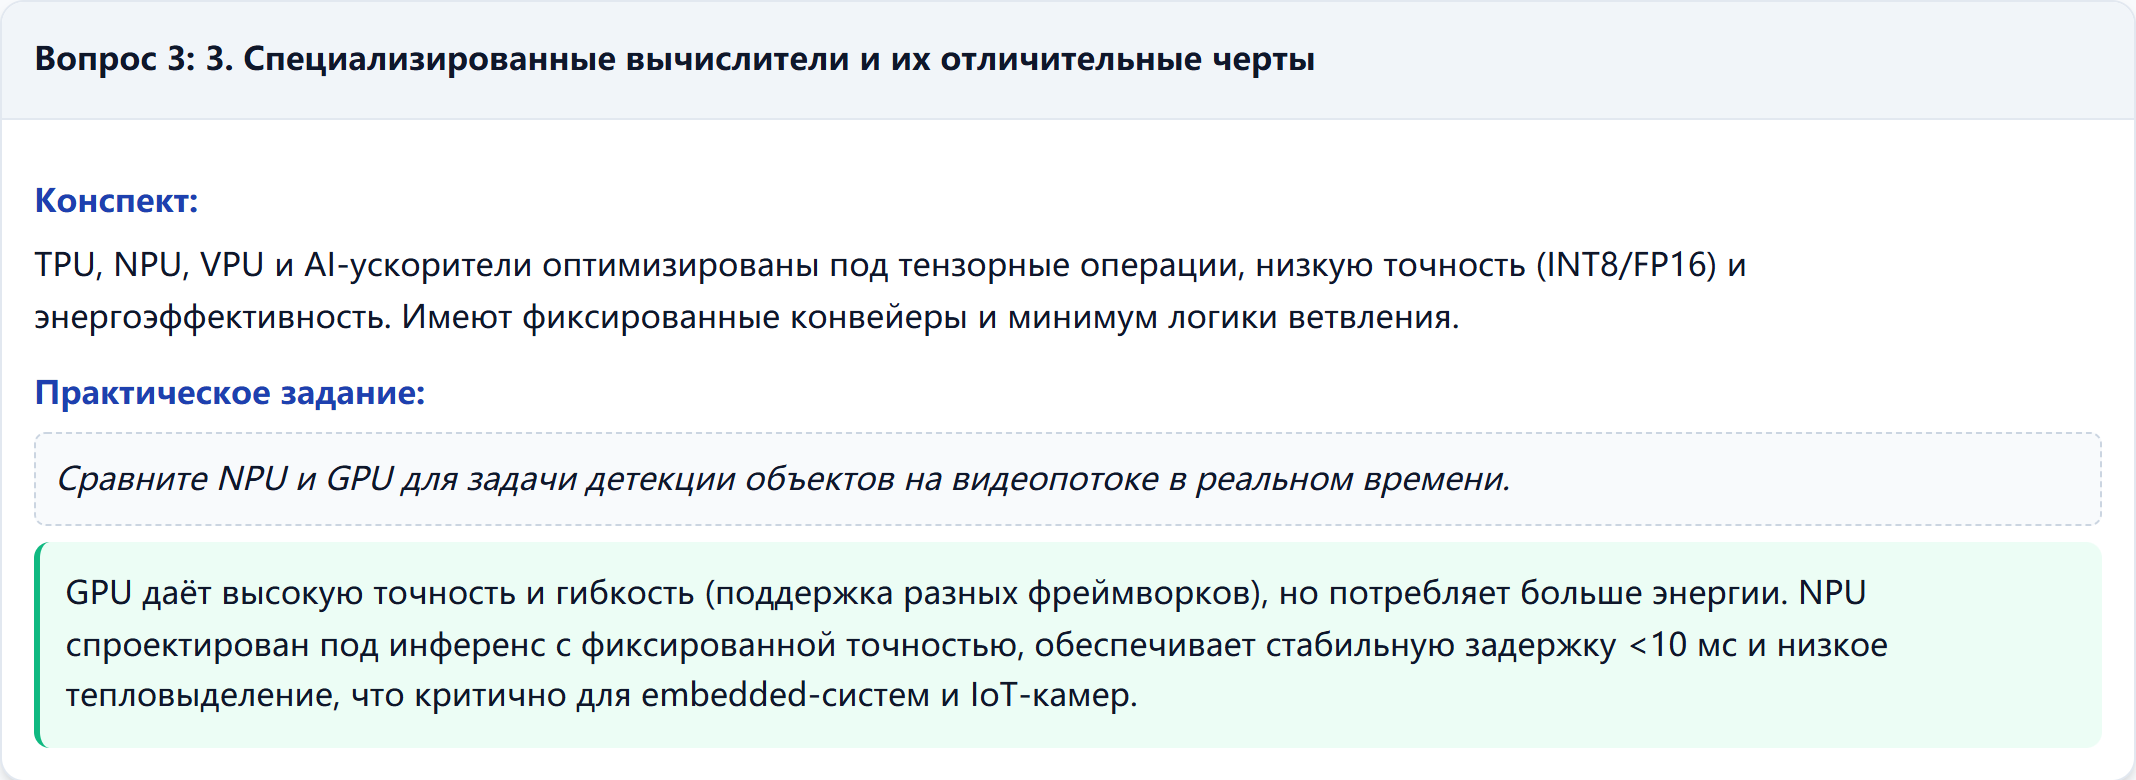 Вопрос 3: 3. Специализированные вычислители и их отличительные черты
Конспект:
TPU, NPU, VPU и AI-ускорители оптимизированы под тензорные операции, низкую точность (INT8/FP16) и
энергоэффективность. Имеют фиксированные конвейеры и минимум логики ветвления.
Практическое задание:
Сравните NPU и GPU для задачи детекции объектов на видеопотоке в реальном времени.
GPU даёт высокую точность и гибкость (поддержка разных фреймворков), но потребляет больше энергии. NPU
спроектирован под инференс с фиксированной точностью, обеспечивает стабильную задержку <10 мс и низкое
тепловыделение, что критично для embedded-систем и IoT-камер.